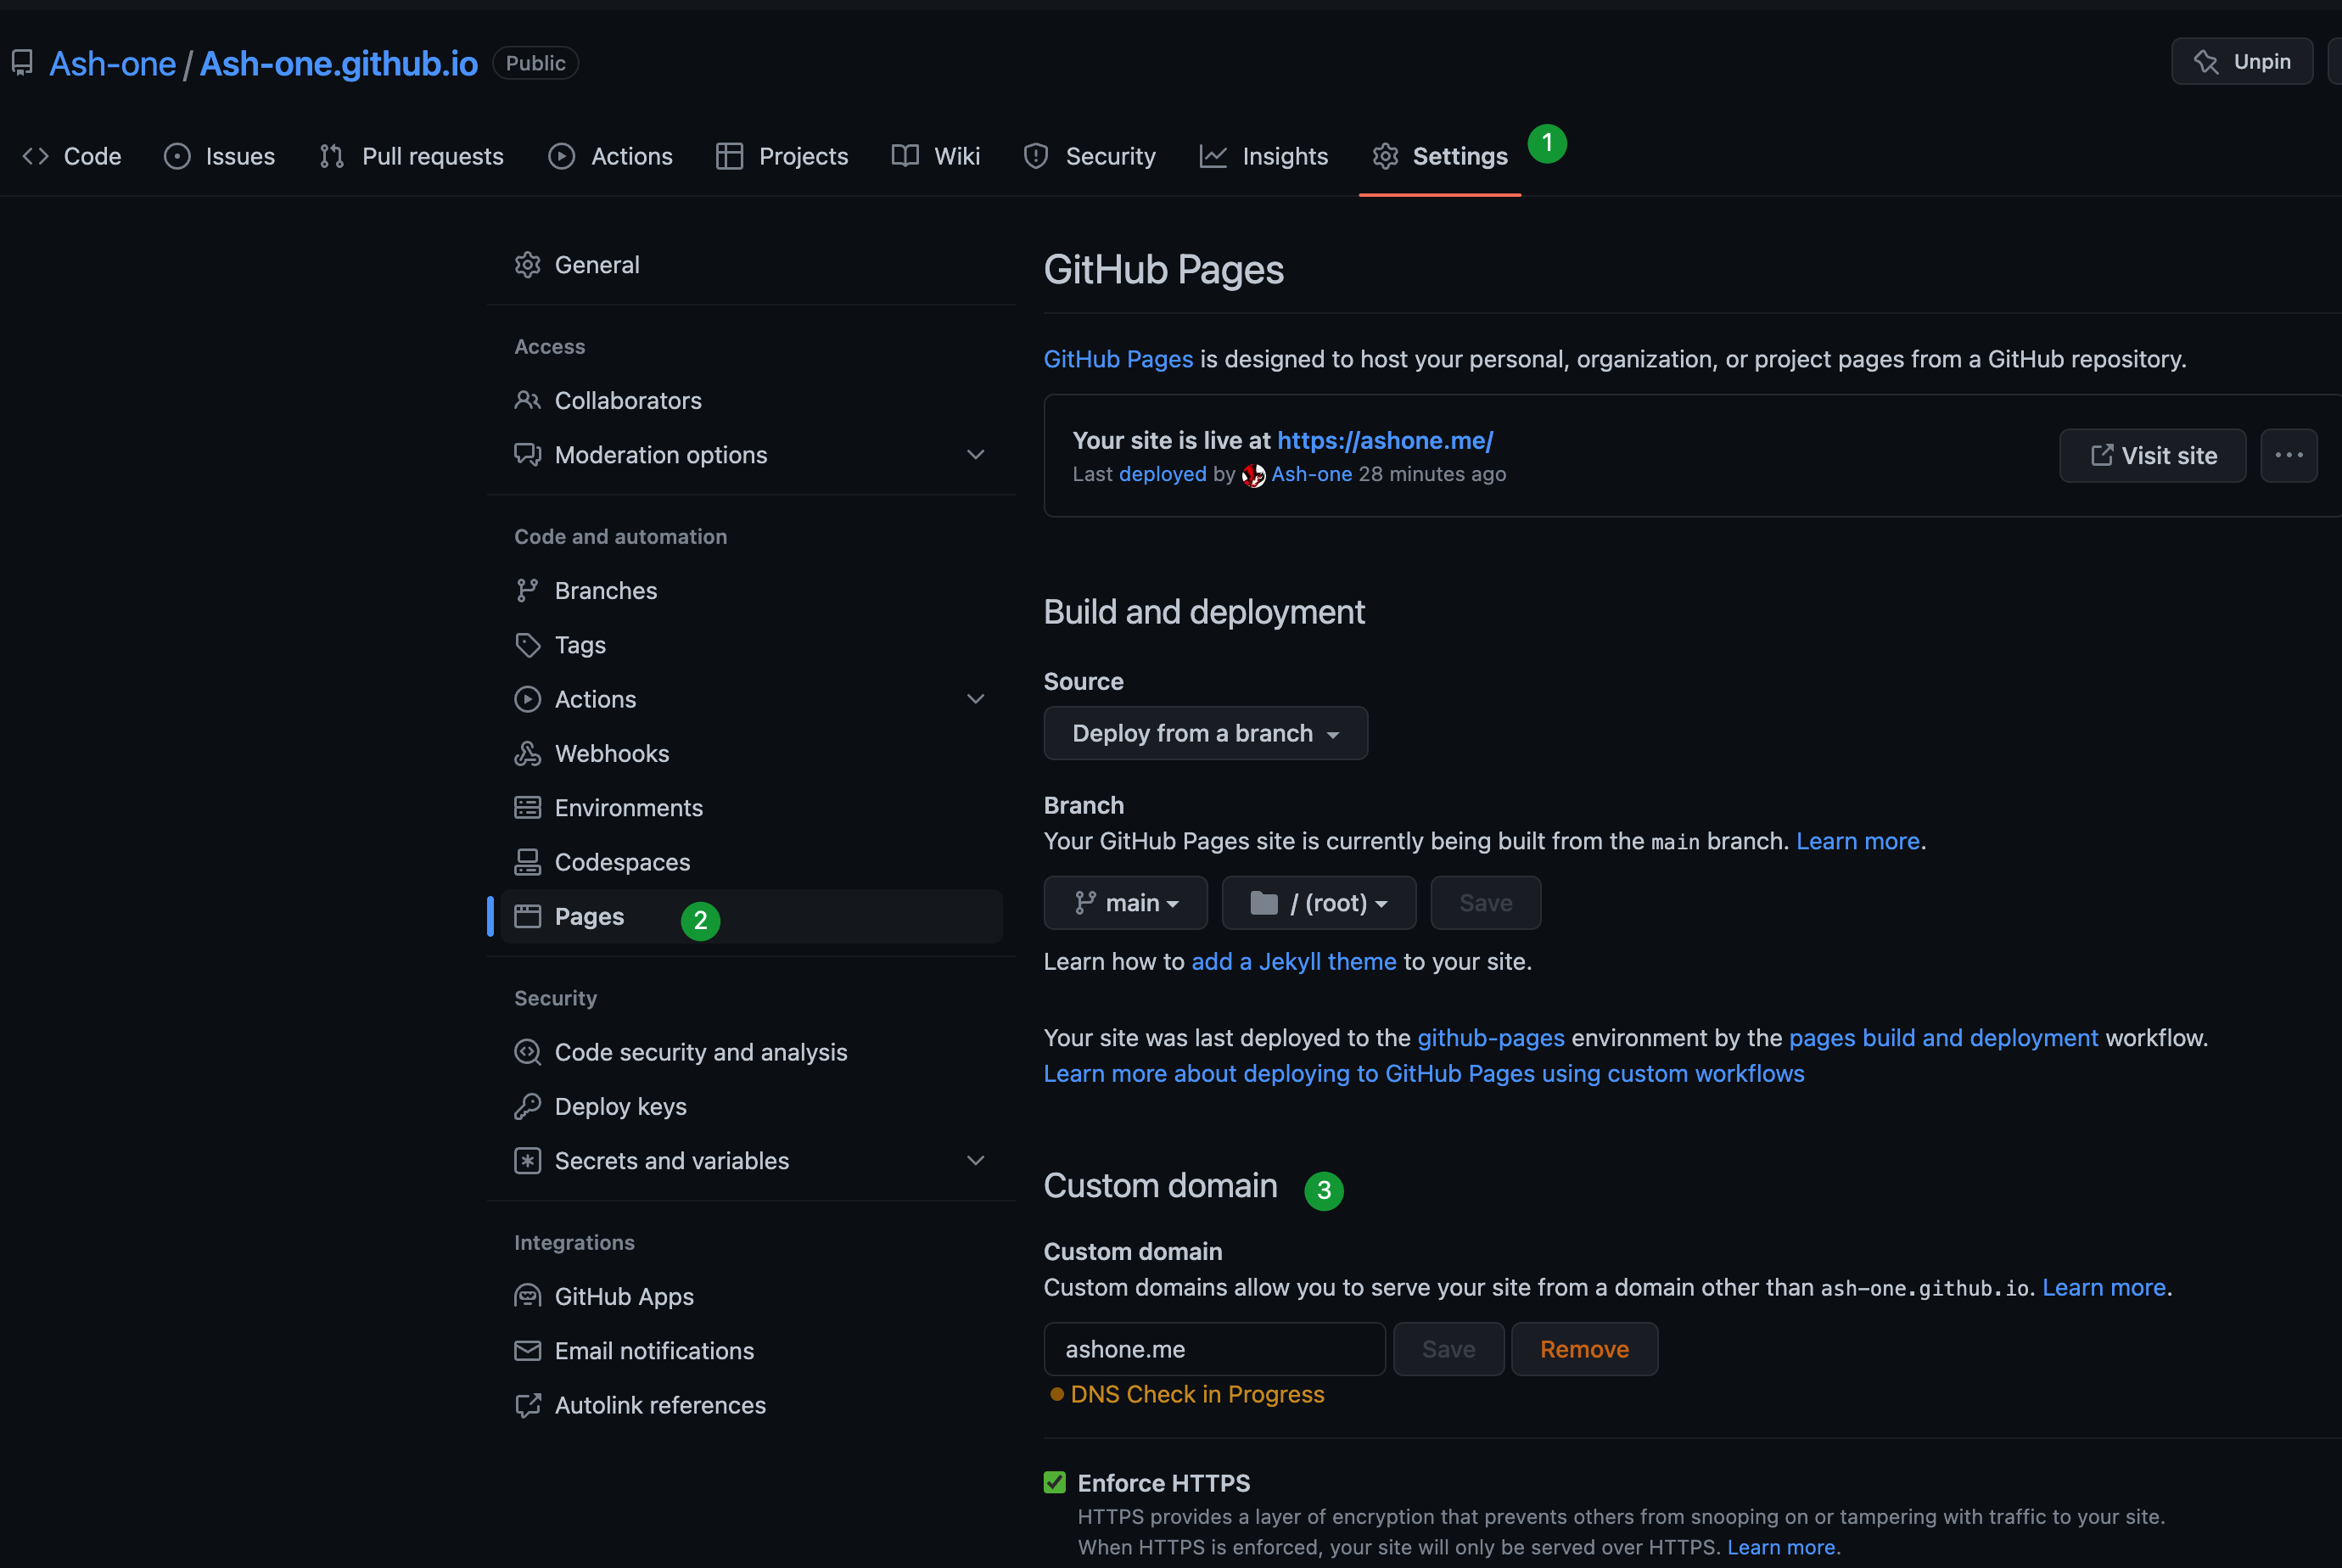 Ash-one / Ash-one.github.io Public
Unpin
Code Issues Pull requests Actions Projects Wiki Security Insights Settings 1
General
Access
Collaborators
Moderation options
Code and automation
Branches
Tags
Actions
Webhooks
Environments
Codespaces
Pages 2
Security
Code security and analysis
Deploy keys
Secrets and variables
Integrations
GitHub Apps
Email notifications
Autolink references
GitHub Pages
GitHub Pages is designed to host your personal, organization, or project pages from a GitHub repository.
Your site is live at https://ashone.me/
Last deployed by Ash-one 28 minutes ago
Visit site
Build and deployment
Source
Deploy from a branch
Branch
Your GitHub Pages site is currently being built from the main branch. Learn more.
main / (root) Save
Learn how to add a Jekyll theme to your site.
Your site was last deployed to the github-pages environment by the pages build and deployment workflow.
Learn more about deploying to GitHub Pages using custom workflows
Custom domain 3
Custom domain
Custom domains allow you to serve your site from a domain other than ash-one.github.io. Learn more.
ashone.me Save Remove
DNS Check in Progress
Enforce HTTPS
HTTPS provides a layer of encryption that prevents others from snooping on or tampering with traffic to your site.
When HTTPS is enforced, your site will only be served over HTTPS. Learn more.